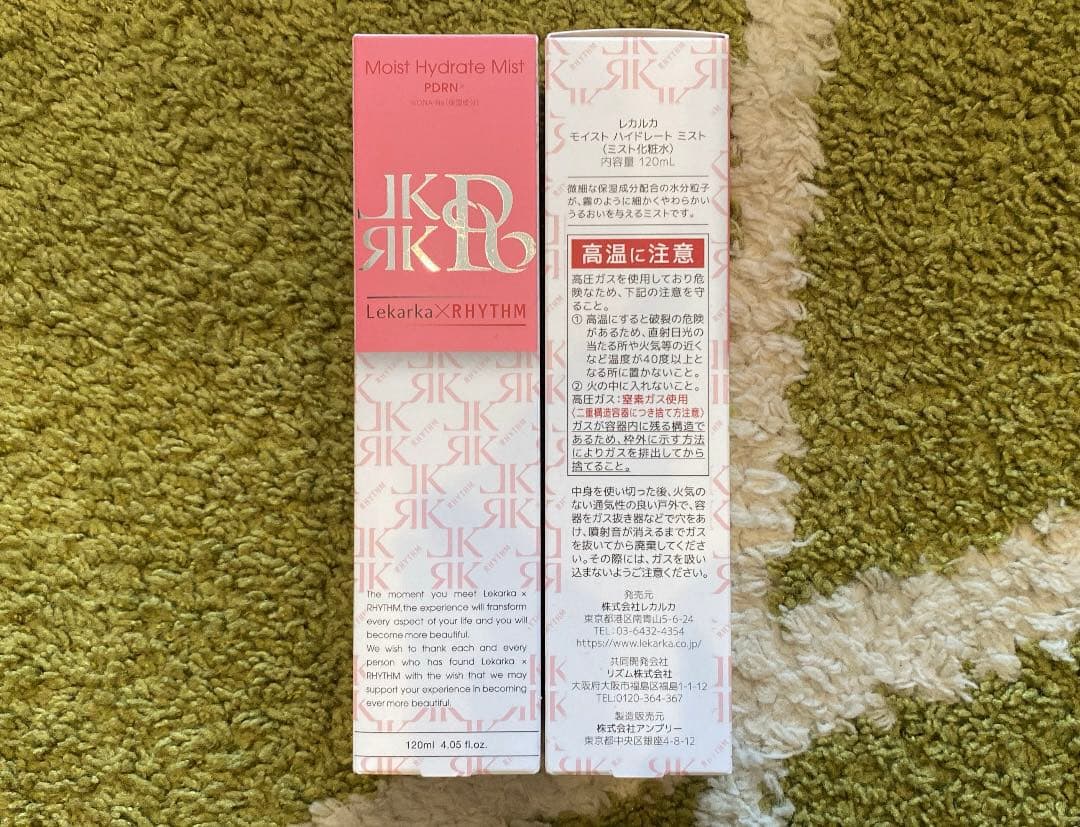 Moist Hydrate Mist
PDRN※
※DNA-Na(保湿成分)
Lekarka×RHYTHM
The moment you meet Lekarka ×
RHYTHM,the experience will transform
every aspect of your life and you will
become more beautiful.
We wish to thank each and every
person who has found Lekarka ×
RHYTHM with the wish that we may
support your experience in becoming
ever more beautiful.
120ml 4.05 fl.oz.
レカルカ
モイスト ハイドレート ミスト
(ミスト化粧水)
内容量 120mL
微細な保湿成分配合の水分粒子
が、霧のように細かくやわらかい
うるおいを与えるミストです。
高温に注意
高圧ガスを使用しており危
険なため、下記の注意を守
ること。
① 高温にすると破裂の危険
があるため、直射日光の
当たる所や火気等の近く
など温度が40度以上と
なる所に置かないこと。
② 火の中に入れないこと。
高圧ガス:窒素ガス使用
〈二重構造容器につき捨て方注意〉
ガスが容器内に残る構造で
あるため、枠外に示す方法
によりガスを排出してから
捨てること。
中身を使い切った後、火気の
ない通気性の良い戸外で、容
器をガス抜き器などで穴をあ
け、噴射音が消えるまでガス
を抜いてから廃棄してくださ
い。その際には、ガスを吸い
込まないようご注意ください。
発売元
株式会社レカルカ
東京都港区南青山5-6-24
TEL:03-6432-4354
https://www.lekarka.co.jp/
共同開発会社
リズム株式会社
大阪府大阪市福島区福島1-1-12
TEL:0120-364-367
製造販売元
株式会社アンプリー
東京都中央区銀座4-8-12